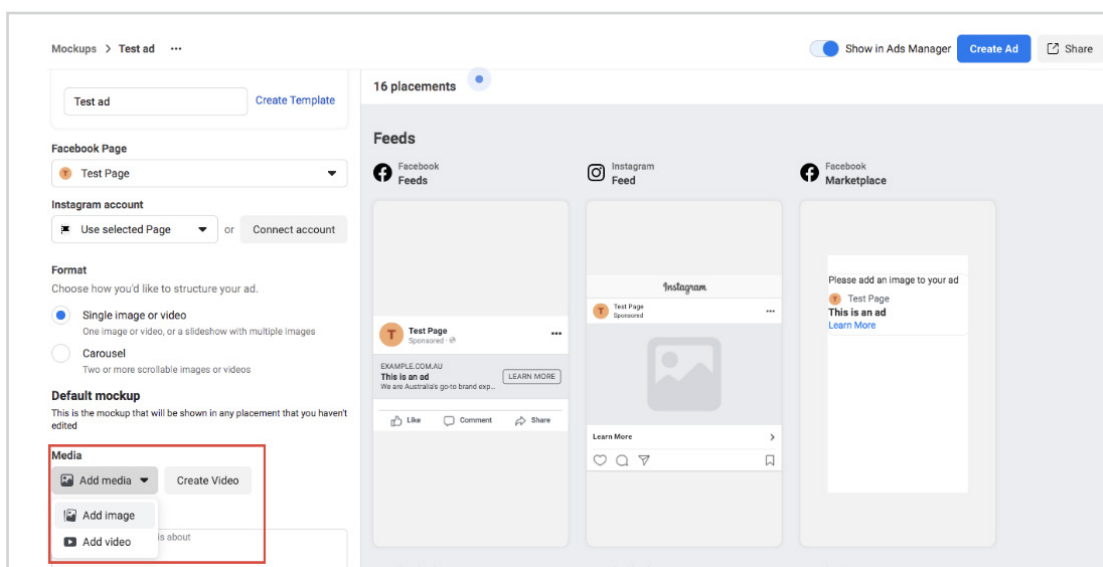 Mockups > Test ad ···
Show in Ads Manager
Create Ad
Share
Test ad
Create Template
Facebook Page
T Test Page
Instagram account
Use selected Page
or
Connect account
Format
Choose how you'd like to structure your ad.
Single image or video
One image or video, or a slideshow with multiple images
Carousel
Two or more scrollable images or videos
Default mockup
This is the mockup that will be shown in any placement that you haven't
edited
Media
Add media
Create Video
Add image
Add video
is about
16 placements
Feeds
Facebook
Feeds
T Test Page
Sponsored ·
EXAMPLE.COM.AU
This is an ad
We are Australia's go-to brand exp...
LEARN MORE
Like
Comment
Share
Instagram
Feed
Instagram
T Test Page
Sponsored
Learn More
Facebook
Marketplace
Please add an image to your ad
T Test Page
This is an ad
Learn More